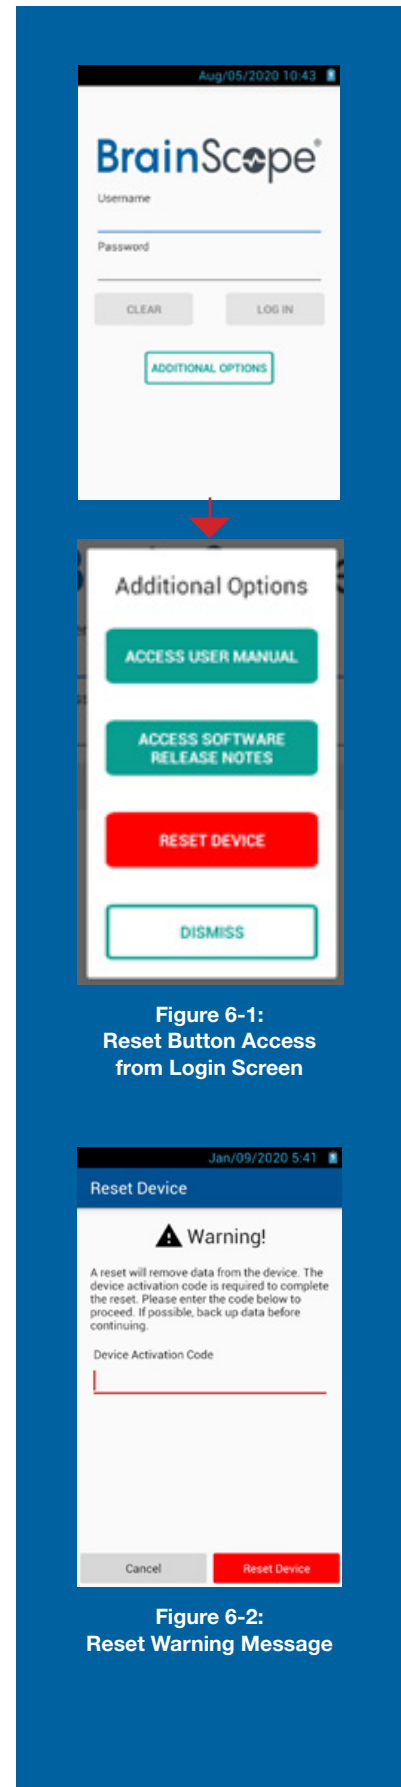 Aug/05/2020 10:43
BrainScope®
Username
Password
CLEAR
LOG IN
ADDITIONAL OPTIONS
Additional Options
ACCESS USER MANUAL
ACCESS SOFTWARE
RELEASE NOTES
RESET DEVICE
DISMISS
Figure 6-1:
Reset Button Access
from Login Screen
Jan/09/2020 5:41
Reset Device
Warning!
A reset will remove data from the device. The
device activation code is required to complete
the reset. Please enter the code below to
proceed. If possible, back up data before
continuing.
Device Activation Code
Cancel
Reset Device
Figure 6-2:
Reset Warning Message